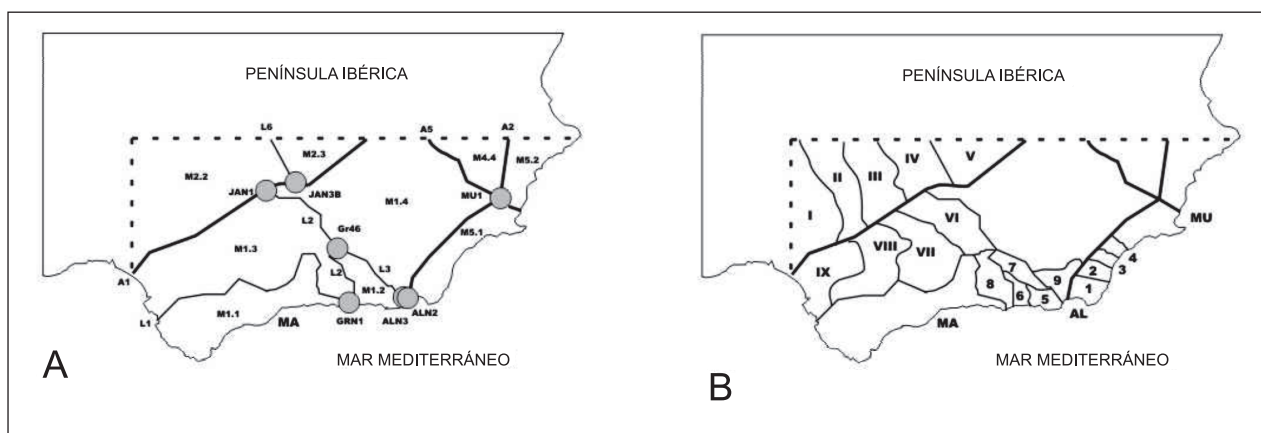 PENÍNSULA IBÉRICA
L6
A5
A2
M2.3
M4.4
M5.2
M2.2
JAN1
JAN3B
MU1
M1.4
L2
Gr46
M5.1
M1.3
L2
L3
A1
M1.2
L1
M1.1
MA
GRN1
ALN3
ALN2
MAR MEDITERRÁNEO
A
PENÍNSULA IBÉRICA
I
II
III
IV
V
VI
VII
VIII
IX
MU
7
8
6
5
9
4
3
2
1
AL
MA
MAR MEDITERRÁNEO
B